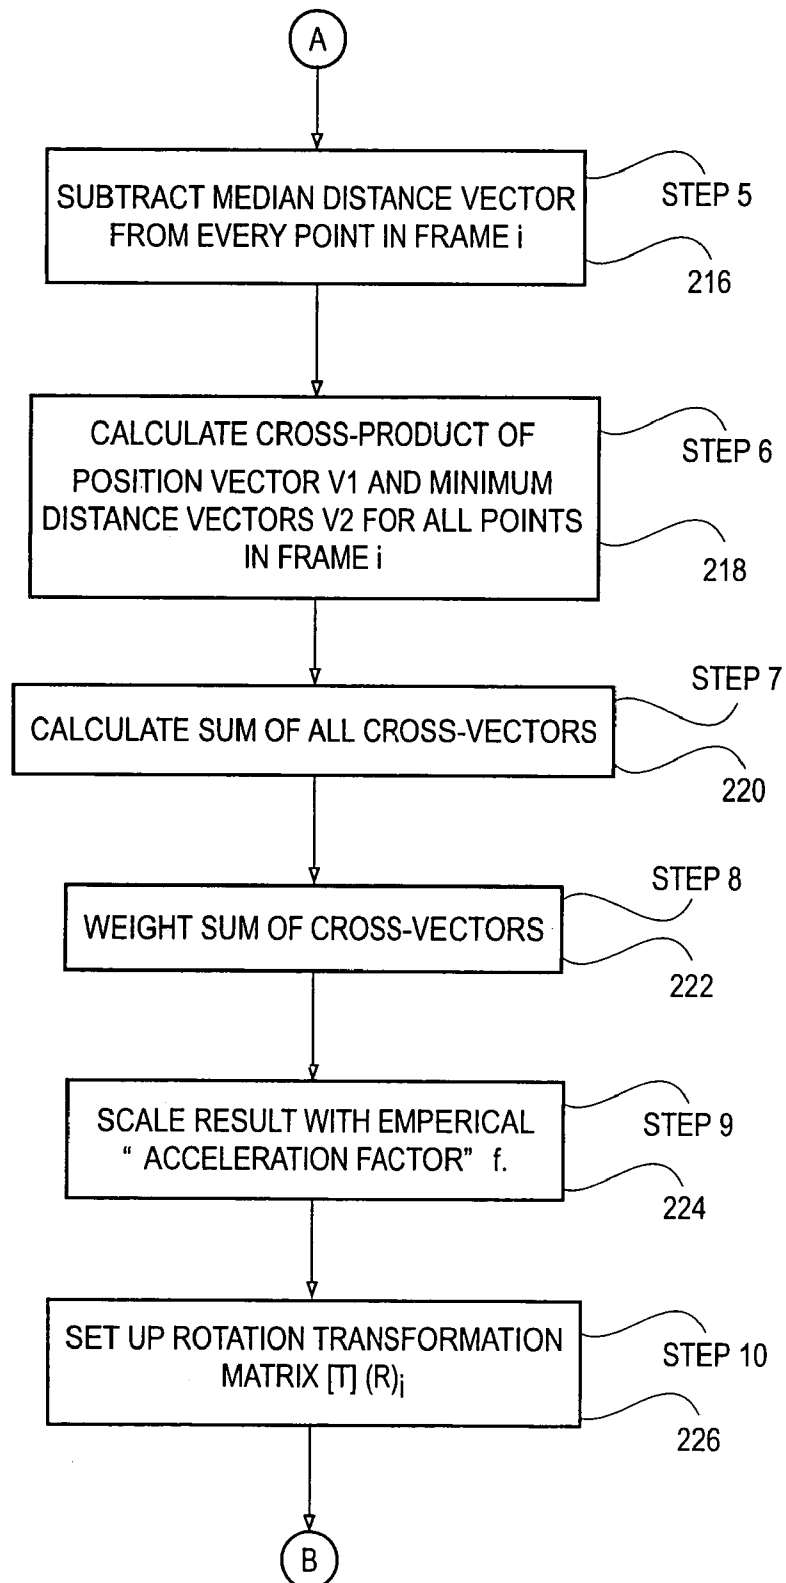 A
SUBTRACT MEDIAN DISTANCE VECTOR
FROM EVERY POINT IN FRAME i
STEP 5
216
CALCULATE CROSS-PRODUCT OF
POSITION VECTOR V1 AND MINIMUM
DISTANCE VECTORS V2 FOR ALL POINTS
IN FRAME i
STEP 6
218
STEP 7
CALCULATE SUM OF ALL CROSS-VECTORS
220
STEP 8
WEIGHT SUM OF CROSS-VECTORS
222
SCALE RESULT WITH EMPERICAL
“ ACCELERATION FACTOR” f.
STEP 9
224
SET UP ROTATION TRANSFORMATION
MATRIX [T] (R)i
STEP 10
226
B